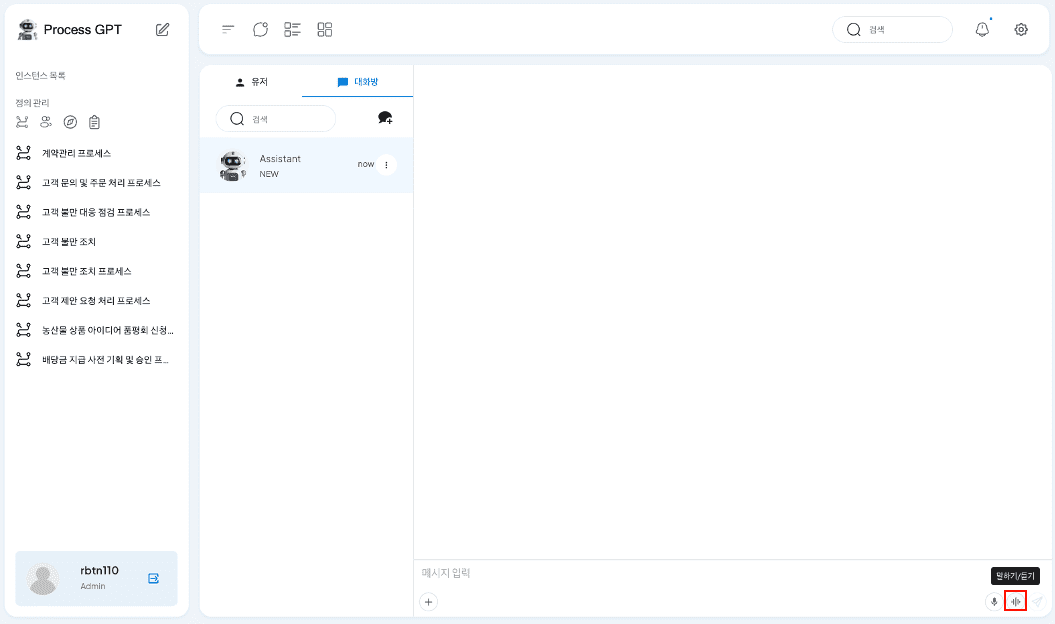 Process GPT
검색
인스턴스 목록
정의 관리
계약관리 프로세스
고객 문의 및 주문 처리 프로세스
고객 불만 대응 점검 프로세스
고객 불만 조치
고객 불만 조치 프로세스
고객 제안 요청 처리 프로세스
농산물 상품 아이디어 품평회 신청...
배당금 지급 사전 기획 및 승인 프...
rbtn110
Admin
유저
대화방
검색
Assistant
now
NEW
메시지 입력
말하기/듣기